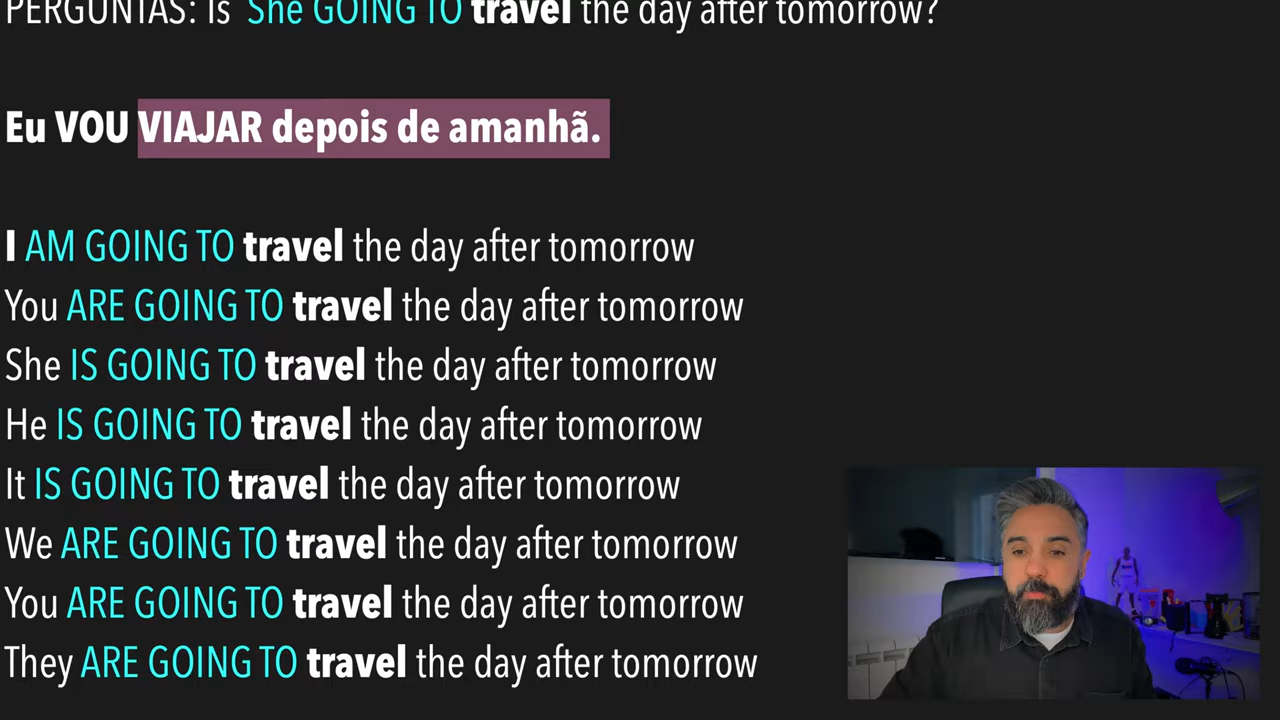 PERGUNTAS: Is She GOING TO travel the day after tomorrow?
Eu VOU VIAJAR depois de amanhã.
I AM GOING TO travel the day after tomorrow
You ARE GOING TO travel the day after tomorrow
She IS GOING TO travel the day after tomorrow
He IS GOING TO travel the day after tomorrow
It IS GOING TO travel the day after tomorrow
We ARE GOING TO travel the day after tomorrow
You ARE GOING TO travel the day after tomorrow
They ARE GOING TO travel the day after tomorrow